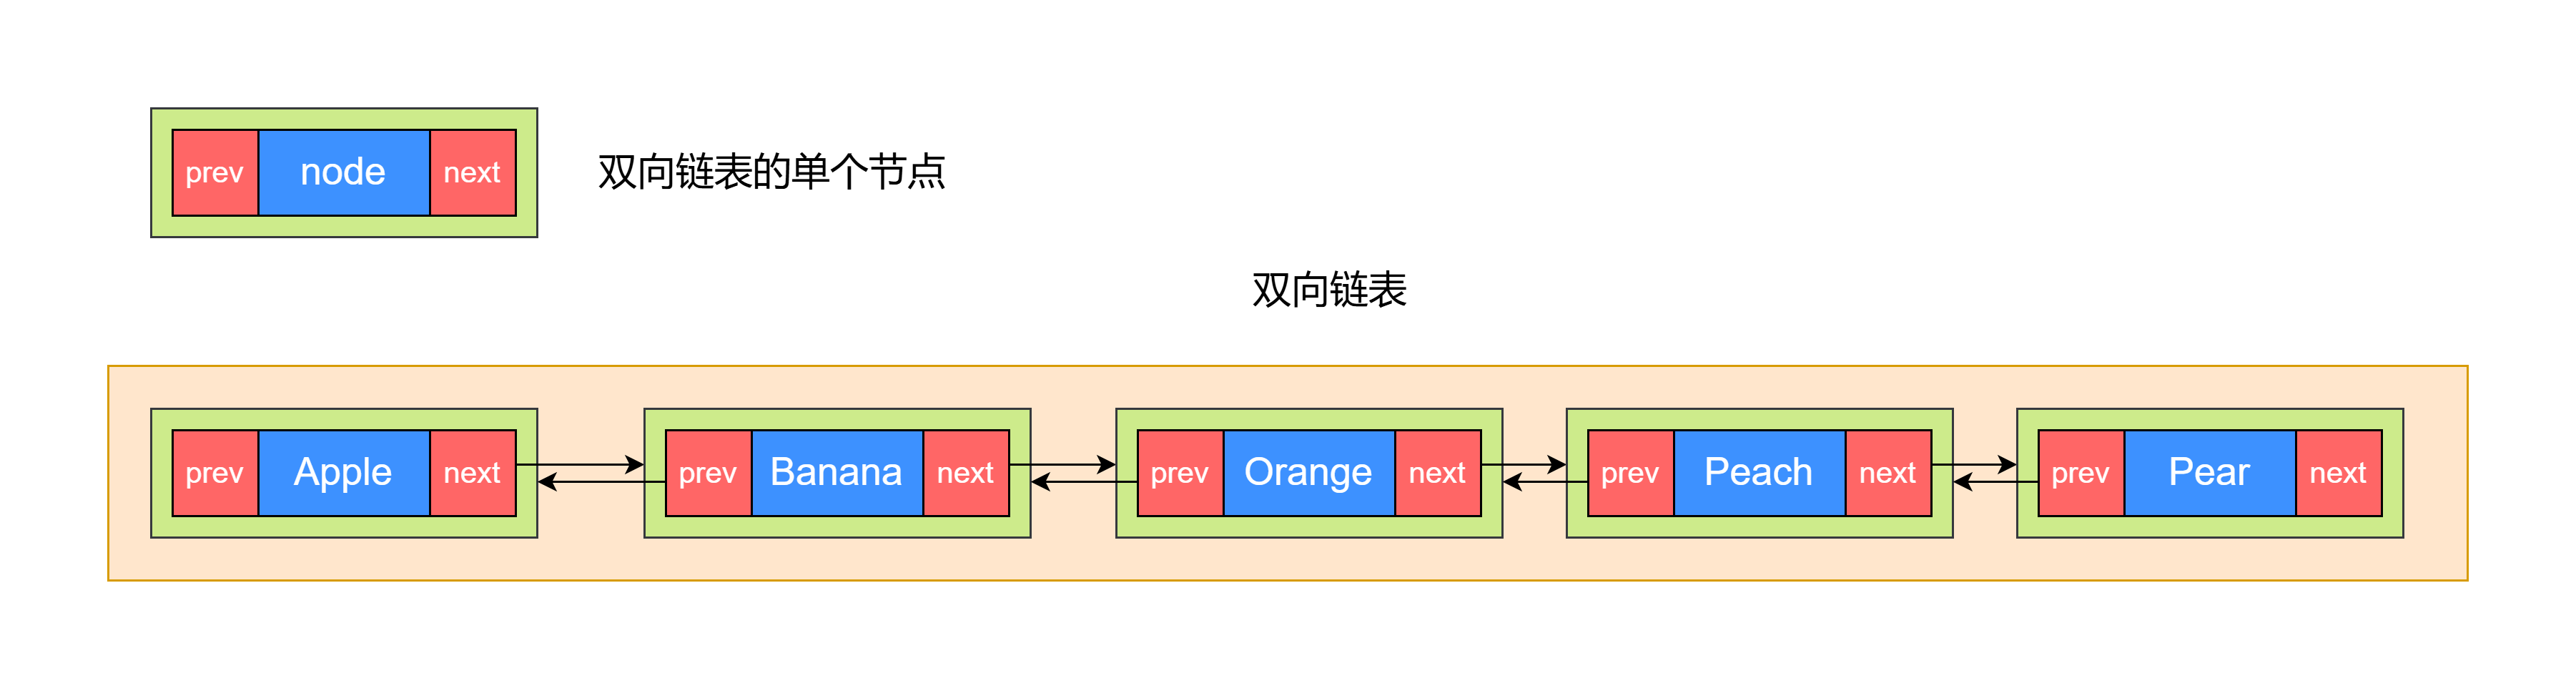 prev node next
双向链表的单个节点
双向链表
prev Apple next prev Banana next prev Orange next prev Peach next prev Pear next